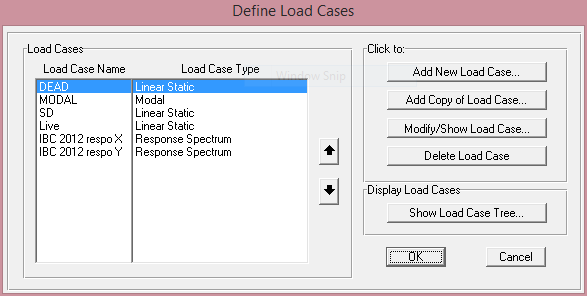 Define Load Cases
Load Cases
Load Case Name Load Case Type
DEAD Linear Static
MODAL Modal
SD Linear Static
Live Linear Static
IBC 2012 respo X Response Spectrum
IBC 2012 respo Y Response Spectrum
Window Snip
Click to:
Add New Load Case...
Add Copy of Load Case...
Modify/Show Load Case...
Delete Load Case
Display Load Cases
Show Load Case Tree...
OK
Cancel